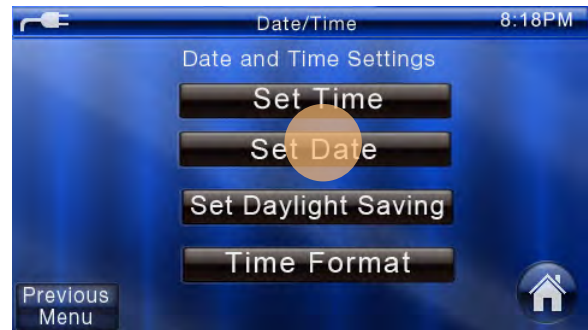 Date/Time 8:18PM
Date and Time Settings
Set Time
Set Date
Set Daylight Saving
Time Format
Previous
Menu